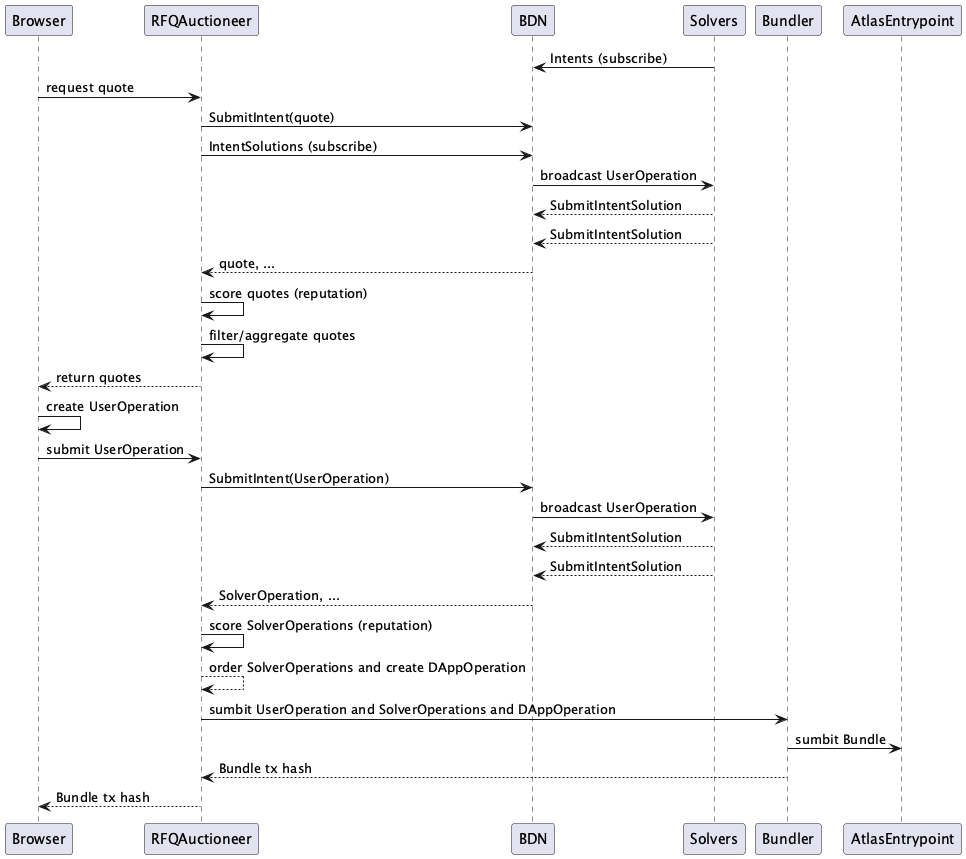 Browser RFQAuctioneer BDN Solvers Bundler AtlasEntrypoint
Intents (subscribe)
request quote
SubmitIntent(quote)
IntentSolutions (subscribe)
broadcast UserOperation
SubmitIntentSolution
SubmitIntentSolution
quote, ...
score quotes (reputation)
filter/aggregate quotes
return quotes
create UserOperation
submit UserOperation
SubmitIntent(UserOperation)
broadcast UserOperation
SubmitIntentSolution
SubmitIntentSolution
SolverOperation, ...
score SolverOperations (reputation)
order SolverOperations and create DAppOperation
sumbit UserOperation and SolverOperations and DAppOperation
sumbit Bundle
Bundle tx hash
Bundle tx hash
Browser RFQAuctioneer BDN Solvers Bundler AtlasEntrypoint